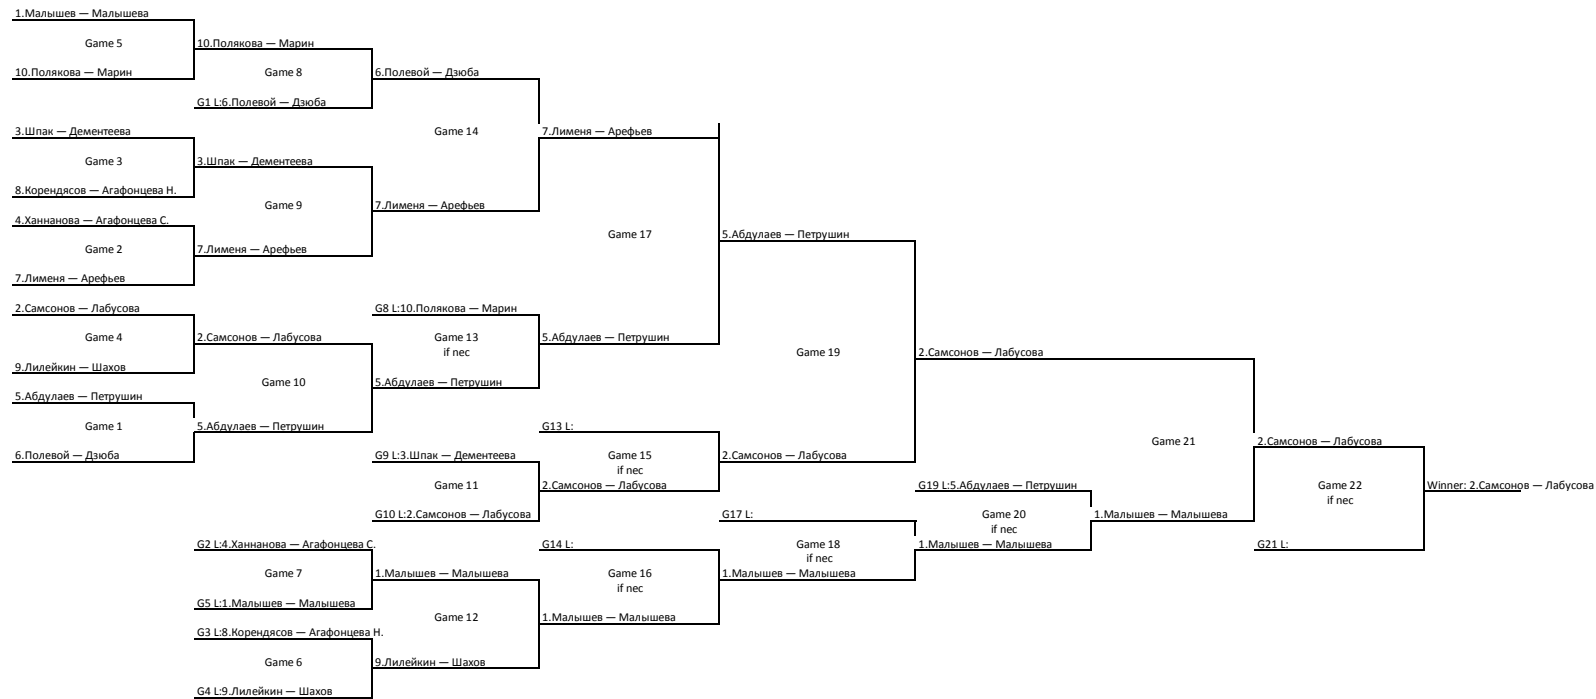 1.Малышев — Малышева
Game 5
10.Полякова — Марин
10.Полякова — Марин
Game 8
6.Полевой — Дзюба
G1 L:6.Полевой — Дзюба
3.Шпак — Дементеева
Game 14
7.Лименя — Арефьев
Game 3
3.Шпак — Дементеева
8.Корендясов — Агафонцева Н.
Game 9
7.Лименя — Арефьев
4.Ханнанова — Агафонцева С.
Game 17
5.Абдулаев — Петрушин
Game 2
7.Лименя — Арефьев
7.Лименя — Арефьев
2.Самсонов — Лабусова
G8 L:10.Полякова — Марин
Game 4
2.Самсонов — Лабусова
Game 13
if nec
5.Абдулаев — Петрушин
Game 19
2.Самсонов — Лабусова
9.Лилейкин — Шахов
Game 10
5.Абдулаев — Петрушин
5.Абдулаев — Петрушин
Game 1
5.Абдулаев — Петрушин
G13 L:
Game 21
2.Самсонов — Лабусова
6.Полевой — Дзюба
G9 L:3.Шпак — Дементеева
Game 15
if nec
2.Самсонов — Лабусова
Game 11
2.Самсонов — Лабусова
G19 L:5.Абдулаев — Петрушин
Game 22
if nec
Winner: 2.Самсонов — Лабусова
G10 L:2.Самсонов — Лабусова
G17 L:
Game 20
if nec
1.Малышев — Малышева
G2 L:4.Ханнанова — Агафонцева С.
G14 L:
Game 18
if nec
1.Малышев — Малышева
G21 L:
Game 7
1.Малышев — Малышева
Game 16
if nec
1.Малышев — Малышева
G5 L:1.Малышев — Малышева
Game 12
1.Малышев — Малышева
G3 L:8.Корендясов — Агафонцева Н.
Game 6
9.Лилейкин — Шахов
G4 L:9.Лилейкин — Шахов